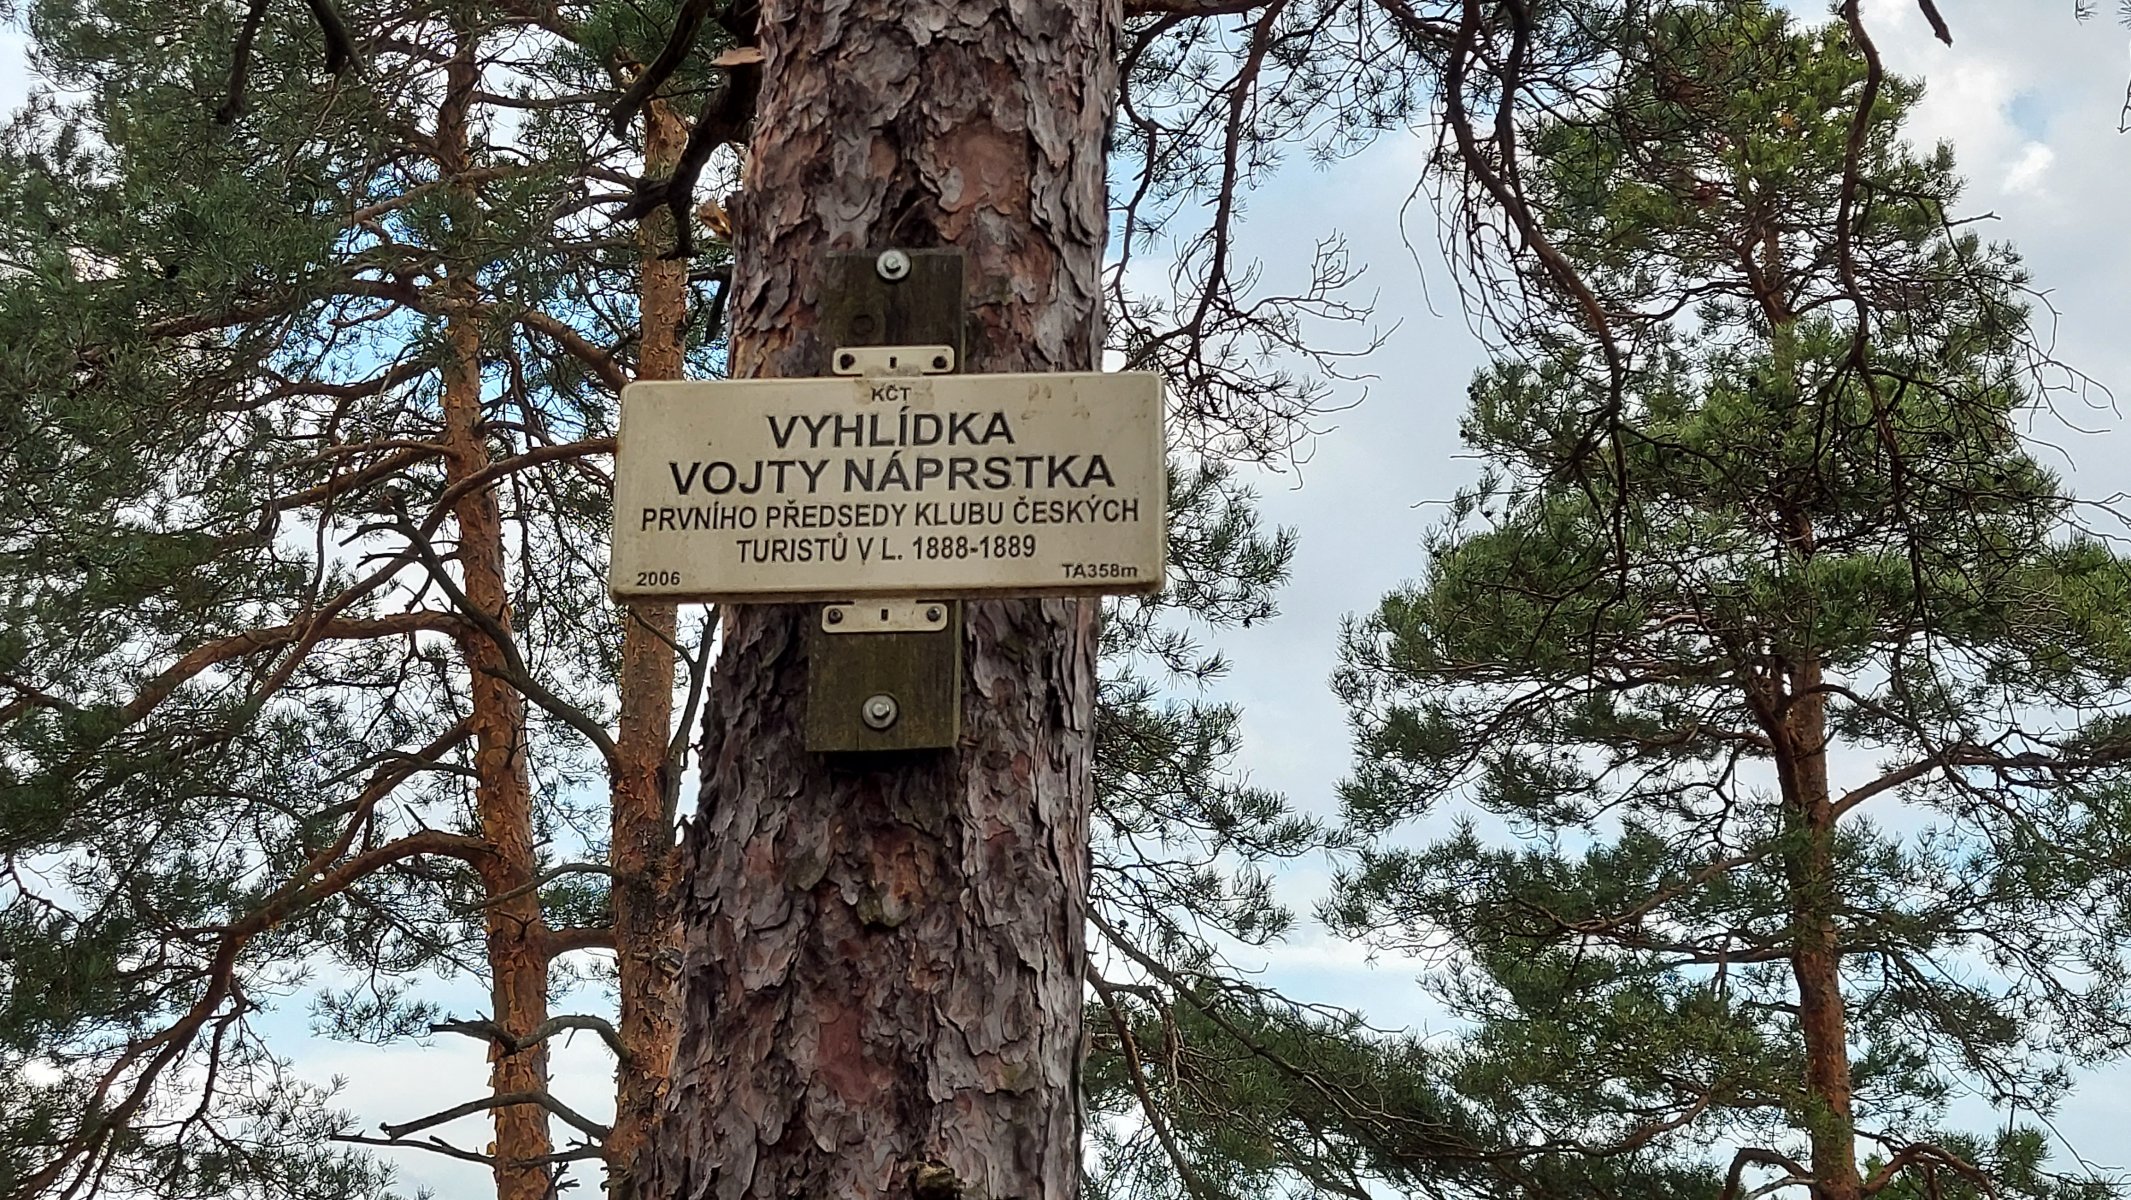 KČT
VYHLÍDKA
VOJTY NÁPRSTKA
PRVNÍHO PŘEDSEDY KLUBU ČESKÝCH
TURISTŮ V L. 1888-1889
2006 TA358m